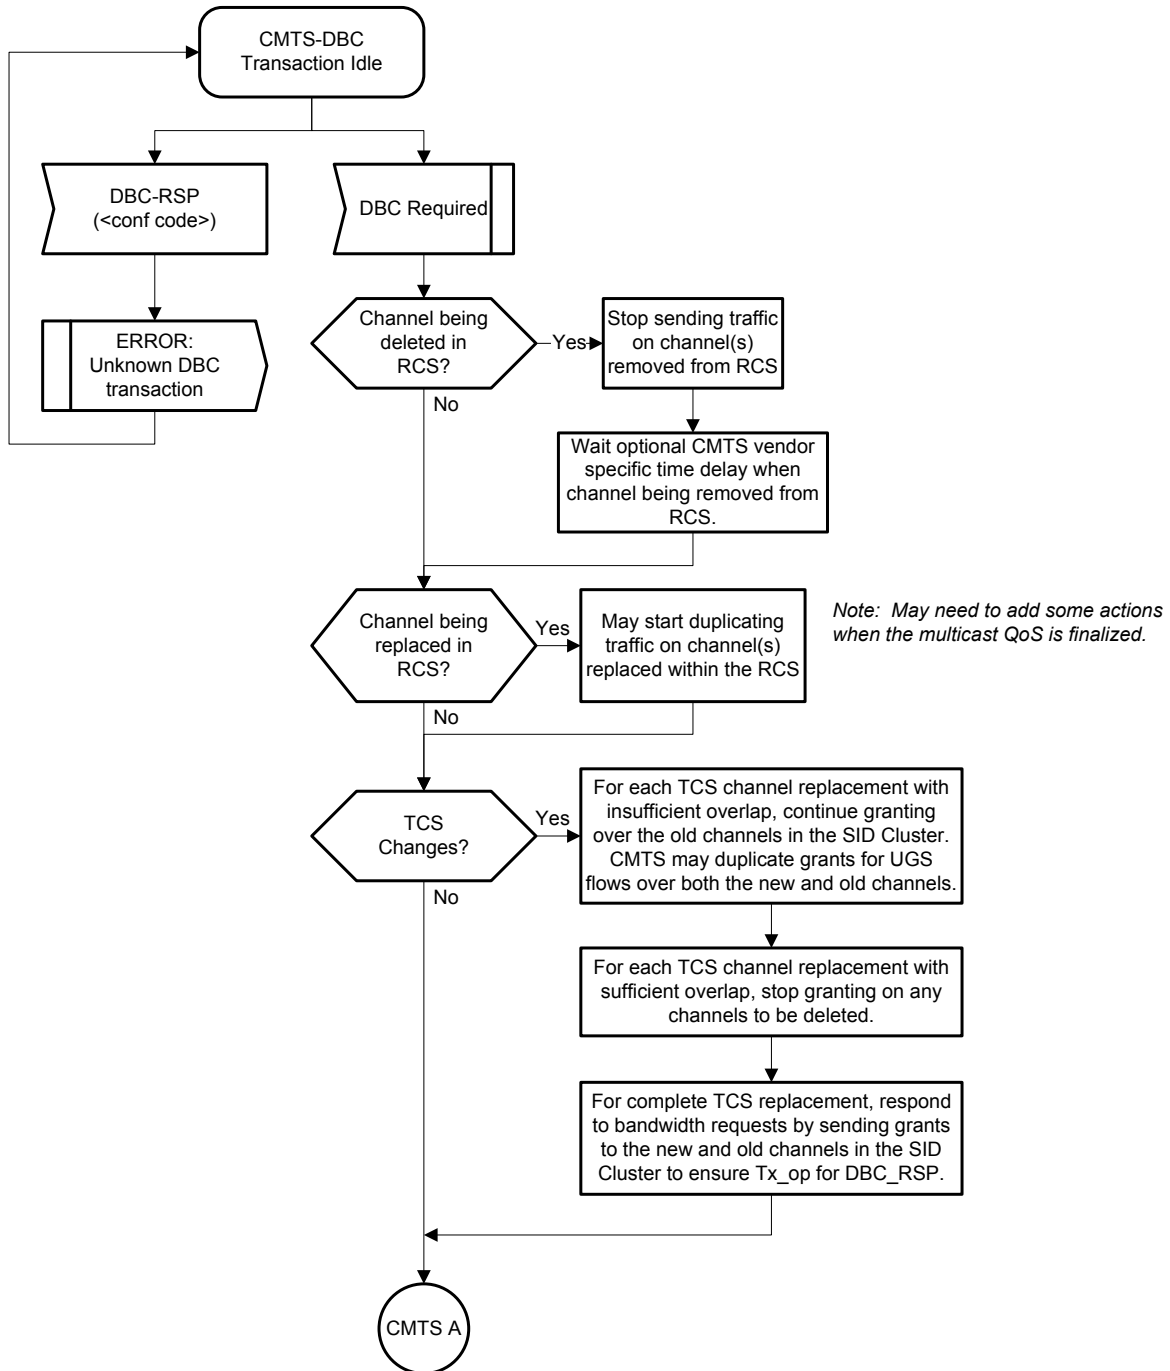 CMTS-DBC
Transaction Idle
DBC-RSP
(<conf code>)
DBC Required
ERROR:
Unknown DBC
transaction
Channel being
deleted in
RCS?
Yes
Stop sending traffic
on channel(s)
removed from RCS
No
Wait optional CMTS vendor
specific time delay when
channel being removed from
RCS.
Channel being
replaced in
RCS?
Yes
May start duplicating
traffic on channel(s)
replaced within the RCS
Note: May need to add some actions
when the multicast QoS is finalized.
No
TCS
Changes?
Yes
For each TCS channel replacement with
insufficient overlap, continue granting
over the old channels in the SID Cluster.
CMTS may duplicate grants for UGS
flows over both the new and old channels.
No
For each TCS channel replacement with
sufficient overlap, stop granting on any
channels to be deleted.
For complete TCS replacement, respond
to bandwidth requests by sending grants
to the new and old channels in the SID
Cluster to ensure Tx_op for DBC_RSP.
CMTS A